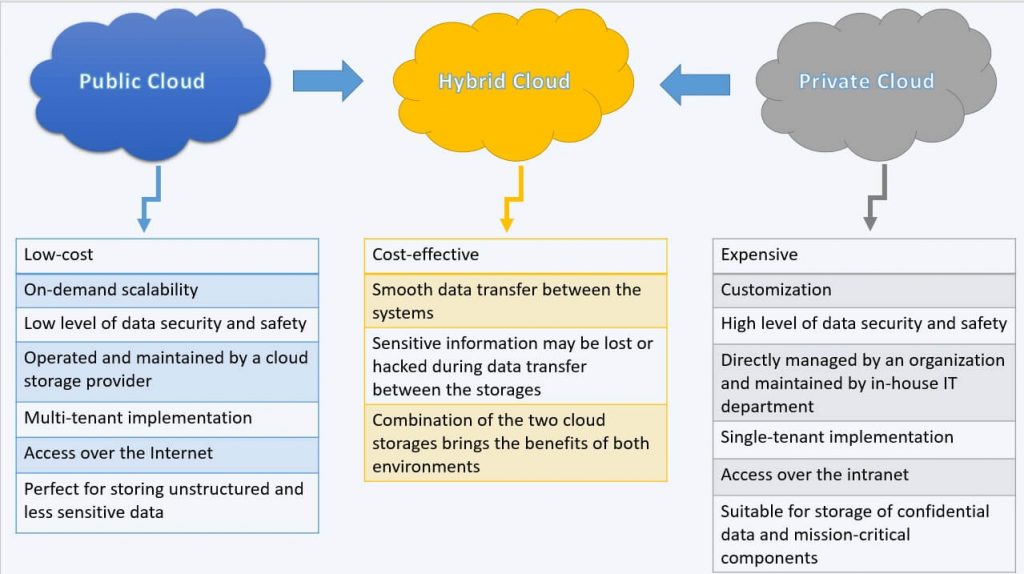 Public Cloud
Hybrid Cloud
Private Cloud
Low-cost
On-demand scalability
Low level of data security and safety
Operated and maintained by a cloud
storage provider
Multi-tenant implementation
Access over the Internet
Perfect for storing unstructured and
less sensitive data
Cost-effective
Smooth data transfer between the
systems
Sensitive information may be lost or
hacked during data transfer
between the storages
Combination of the two cloud
storages brings the benefits of both
environments
Expensive
Customization
High level of data security and safety
Directly managed by an organization
and maintained by in-house IT
department
Single-tenant implementation
Access over the intranet
Suitable for storage of confidential
data and mission-critical
components